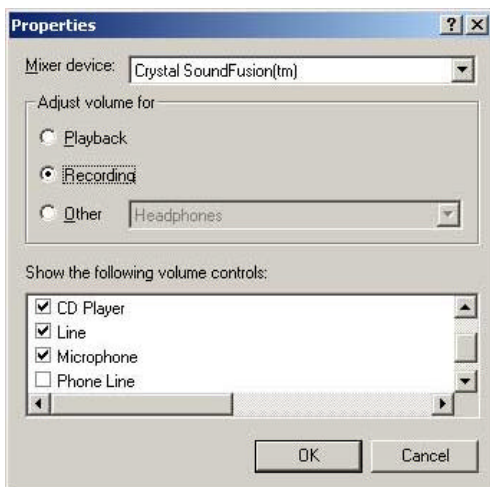 Properties
Mixer device: Crystal SoundFusion(tm)
Adjust volume for
Playback
Recording
Other Headphones
Show the following volume controls:
CD Player
Line
Microphone
Phone Line
OK Cancel